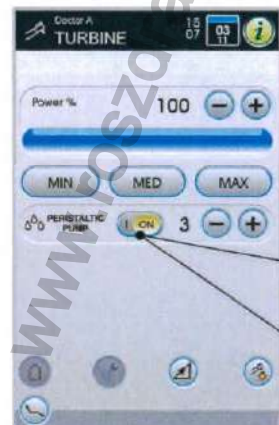 Doctor A
TURBINE
15
07
03
11
i
Power %
100
MIN
MED
MAX
PERISTALTIC
PUMP
I ON
3